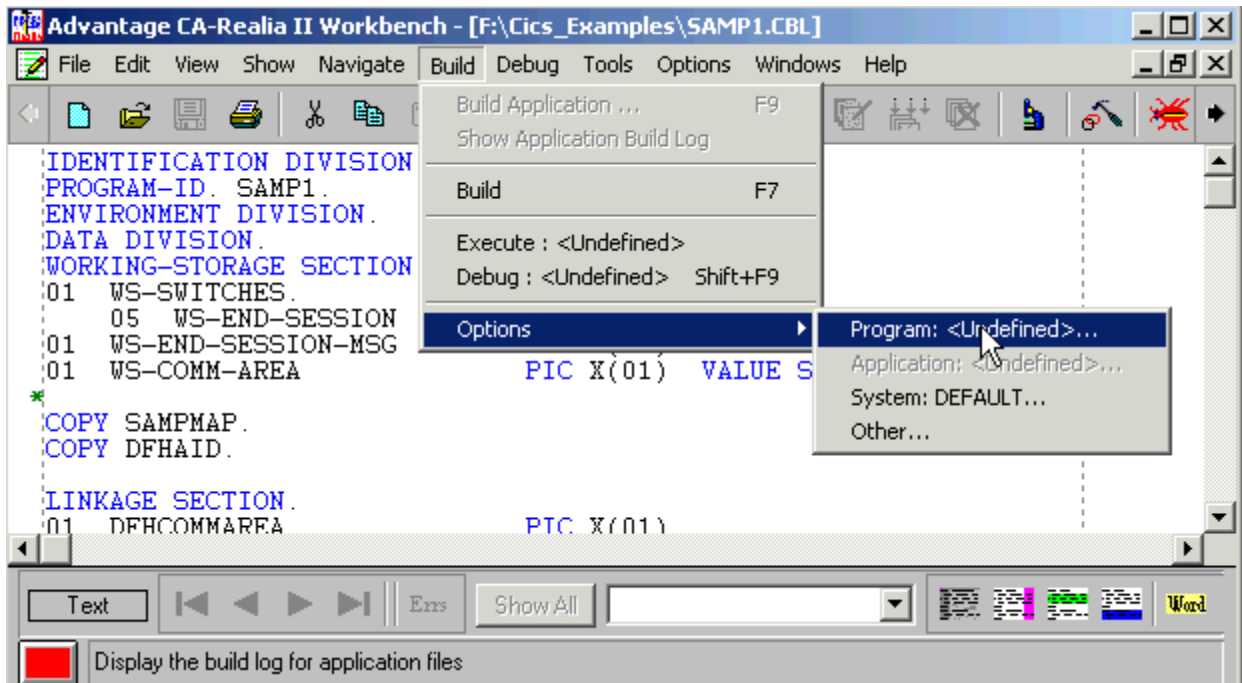 Advantage CA-Realia II Workbench - [F:\Cics_Examples\SAMP1.CBL]
File Edit View Show Navigate Build Debug Tools Options Windows Help
Build Application ... F9
Show Application Build Log
Build F7
Execute : <Undefined>
Debug : <Undefined> Shift+F9
Options
Program: <Undefined>...
Application: <Undefined>...
System: DEFAULT...
Other...
IDENTIFICATION DIVISION
PROGRAM-ID. SAMP1.
ENVIRONMENT DIVISION.
DATA DIVISION.
WORKING-STORAGE SECTION
01 WS-SWITCHES.
05 WS-END-SESSION
01 WS-END-SESSION-MSG
01 WS-COMM-AREA PIC X(01) VALUE S
*
COPY SAMPMAP.
COPY DFHAID.
LINKAGE SECTION.
01 DFHCOMMAREA PIC X(01)
Text Errs Show All Word
Display the build log for application files